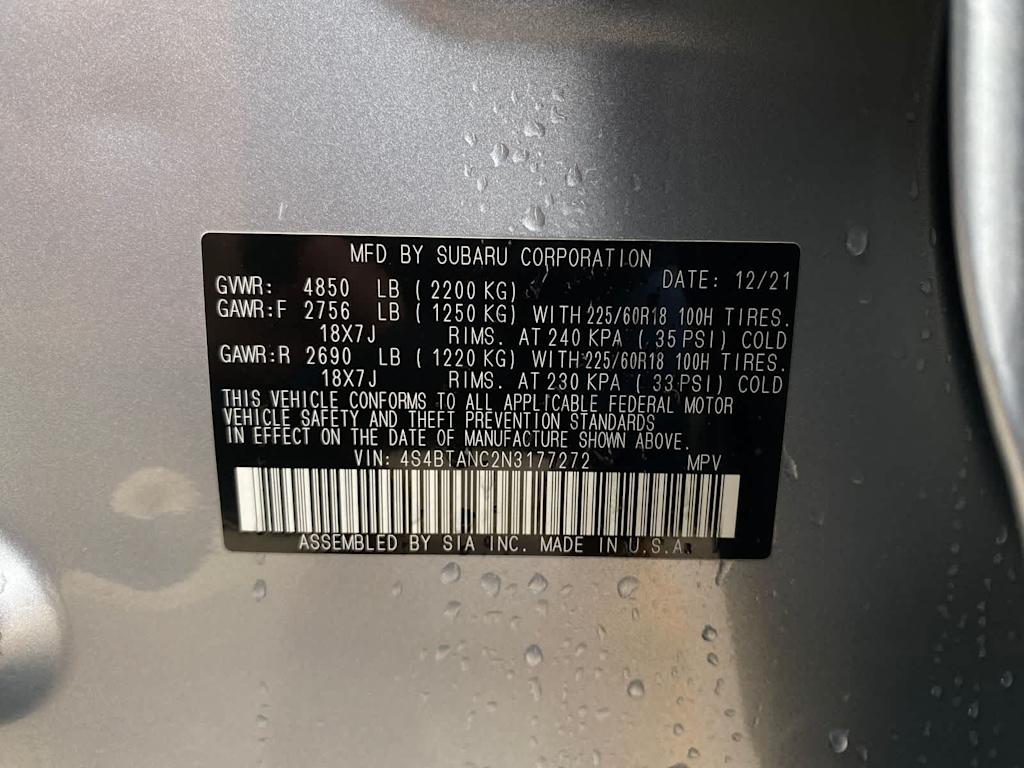 MFD BY SUBARU CORPORATION
GVWR: 4850 LB ( 2200 KG) DATE: 12/21
GAWR:F 2756 LB ( 1250 KG) WITH 225/60R18 100H TIRES.
18X7J RIMS. AT 240 KPA ( 35 PSI) COLD
GAWR:R 2690 LB ( 1220 KG) WITH 225/60R18 100H TIRES.
18X7J RIMS. AT 230 KPA ( 33 PSI) COLD
THIS VEHICLE CONFORMS TO ALL APPLICABLE FEDERAL MOTOR
VEHICLE SAFETY AND THEFT PREVENTION STANDARDS
IN EFFECT ON THE DATE OF MANUFACTURE SHOWN ABOVE.
VIN: 4S4BTANC2N3177272 MPV
ASSEMBLED BY SIA INC. MADE IN U.S.A.